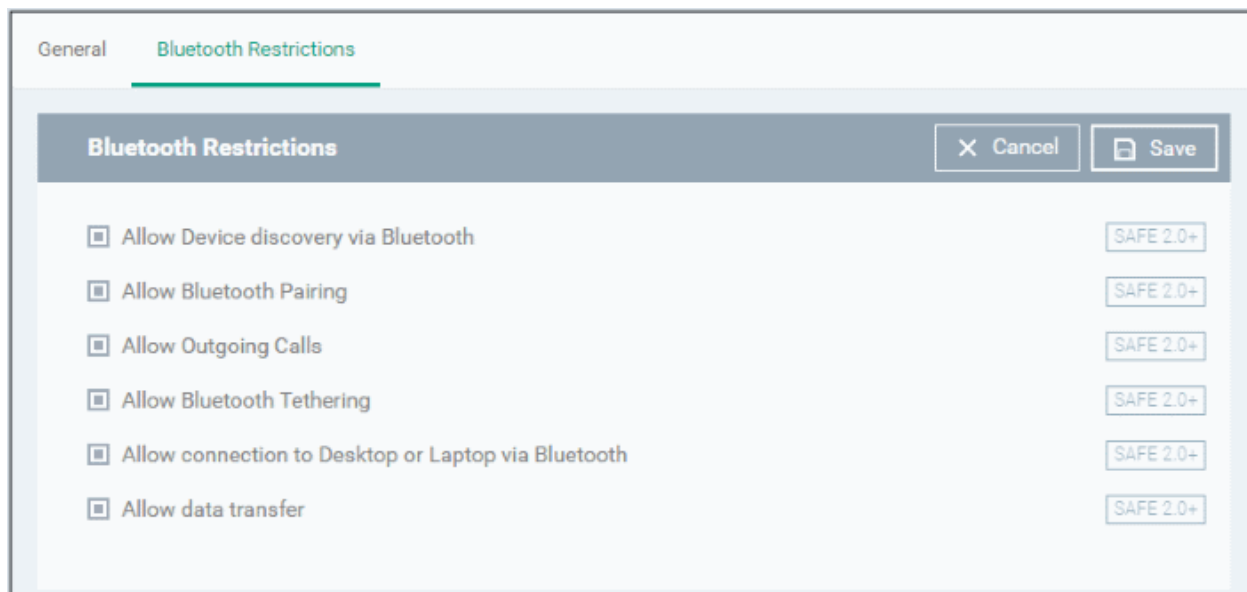 General Bluetooth Restrictions
Bluetooth Restrictions Cancel Save
Allow Device discovery via Bluetooth SAFE 2.0+
Allow Bluetooth Pairing SAFE 2.0+
Allow Outgoing Calls SAFE 2.0+
Allow Bluetooth Tethering SAFE 2.0+
Allow connection to Desktop or Laptop via Bluetooth SAFE 2.0+
Allow data transfer SAFE 2.0+